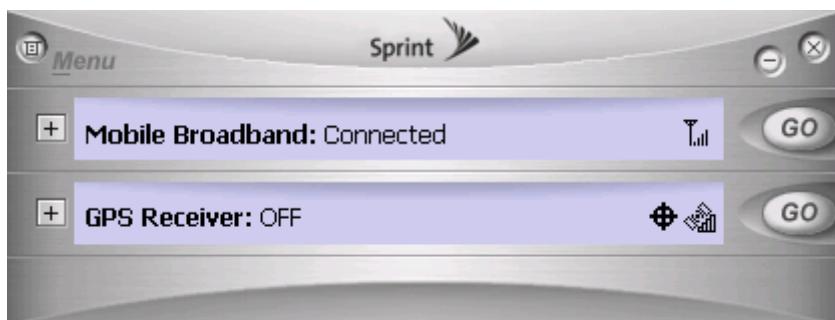 Menu
Sprint
Mobile Broadband: Connected
GO
GPS Receiver: OFF
GO